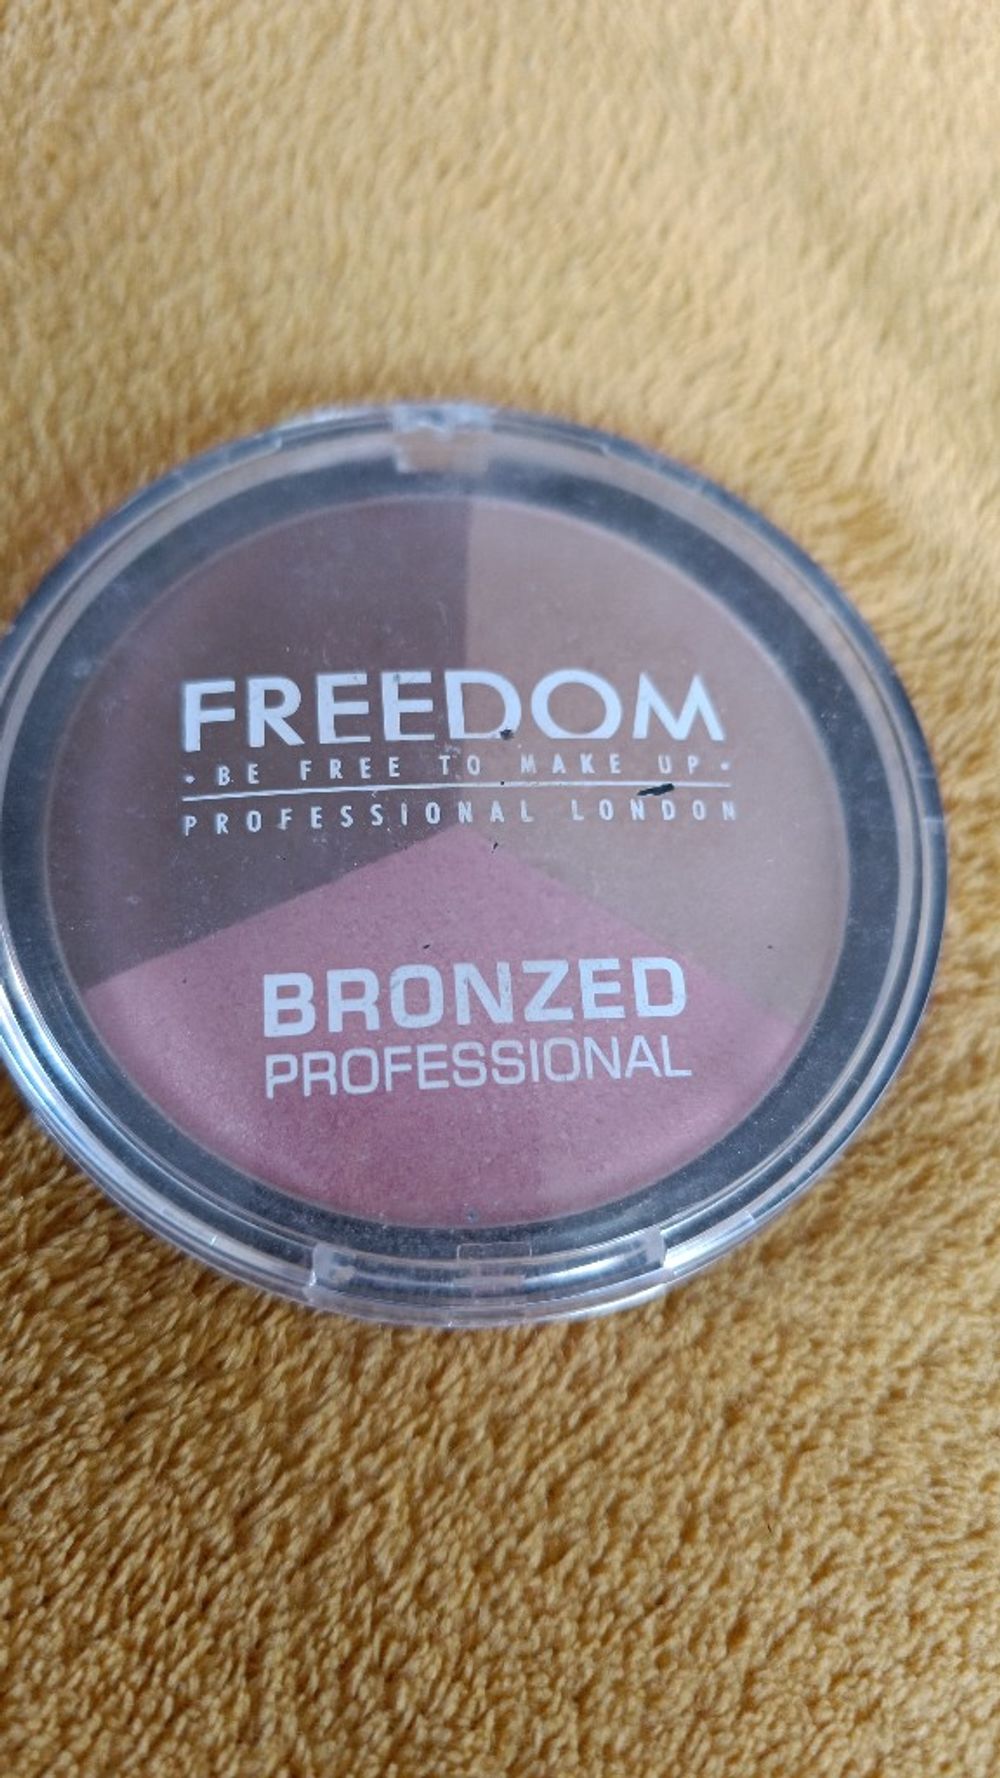 FREEDOM
• BE FREE TO MAKE UP •
PROFESSIONAL LONDON
BRONZED
PROFESSIONAL